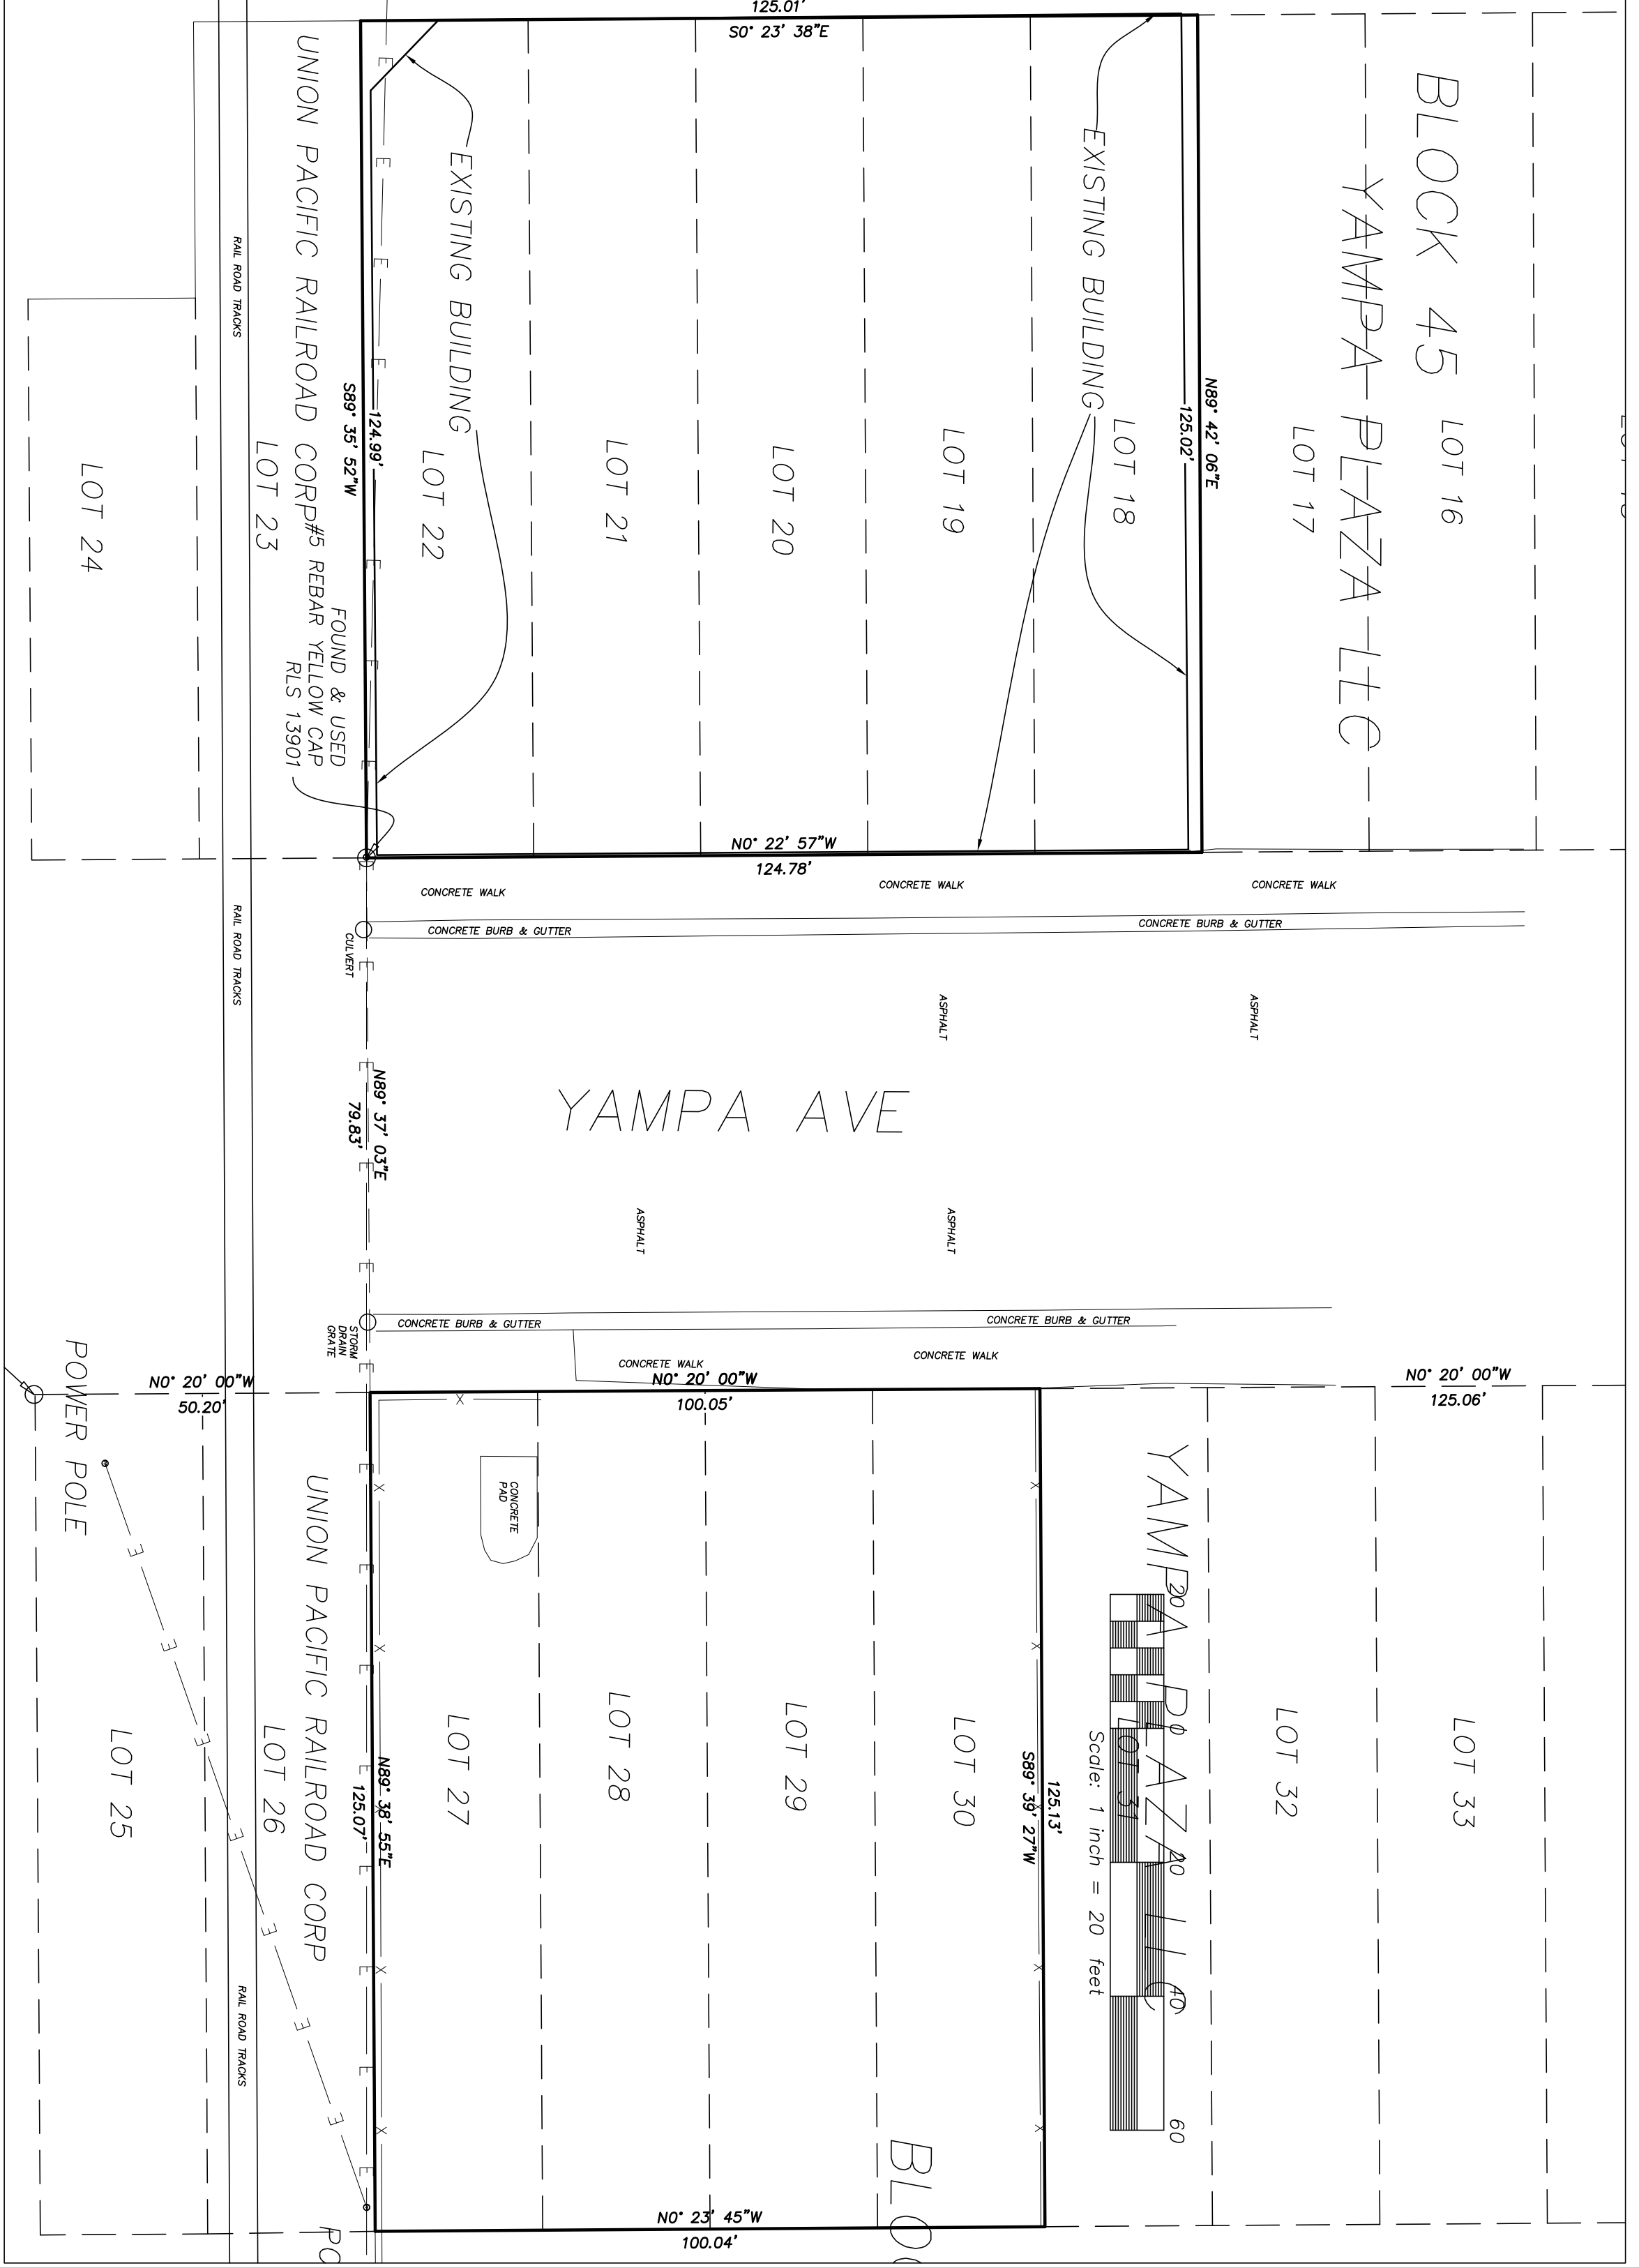 125.01'
S0° 23' 38"E
BLOCK 45
YAMPA PLAZA LLC
UNION PACIFIC RAILROAD CORP
EXISTING BUILDING
EXISTING BUILDING
RAIL ROAD TRACKS
N89° 42' 06"E
125.02'
S89° 35' 52"W
124.99'
LOT 16
LOT 17
LOT 18
LOT 19
LOT 20
LOT 21
LOT 22
LOT 23
LOT 24
FOUND & USED
#5 REBAR YELLOW CAP
RLS 13901
N0° 22' 57"W
124.78'
CONCRETE WALK
CONCRETE WALK
CONCRETE WALK
CONCRETE BURB & GUTTER
CONCRETE BURB & GUTTER
RAIL ROAD TRACKS
CULVERT
ASPHALT
ASPHALT
YAMPA AVE
N89° 37' 03"E
79.83'
ASPHALT
ASPHALT
STORM
DRAIN
GRATE
CONCRETE BURB & GUTTER
CONCRETE BURB & GUTTER
CONCRETE WALK
CONCRETE WALK
N0° 20' 00"W
50.20'
N0° 20' 00"W
100.05'
N0° 20' 00"W
125.06'
POWER POLE
CONCRETE
PAD
YAMPA PLAZA LLC
20 0 20 40 60
Scale: 1 inch = 20 feet
UNION PACIFIC RAILROAD CORP
LOT 33
LOT 32
LOT 31
LOT 30
LOT 29
LOT 28
LOT 27
LOT 26
LOT 25
125.13'
S89° 39' 27"W
N89° 38' 55"E
125.07'
RAIL ROAD TRACKS
N0° 23' 45"W
100.04'
BLOC
PO